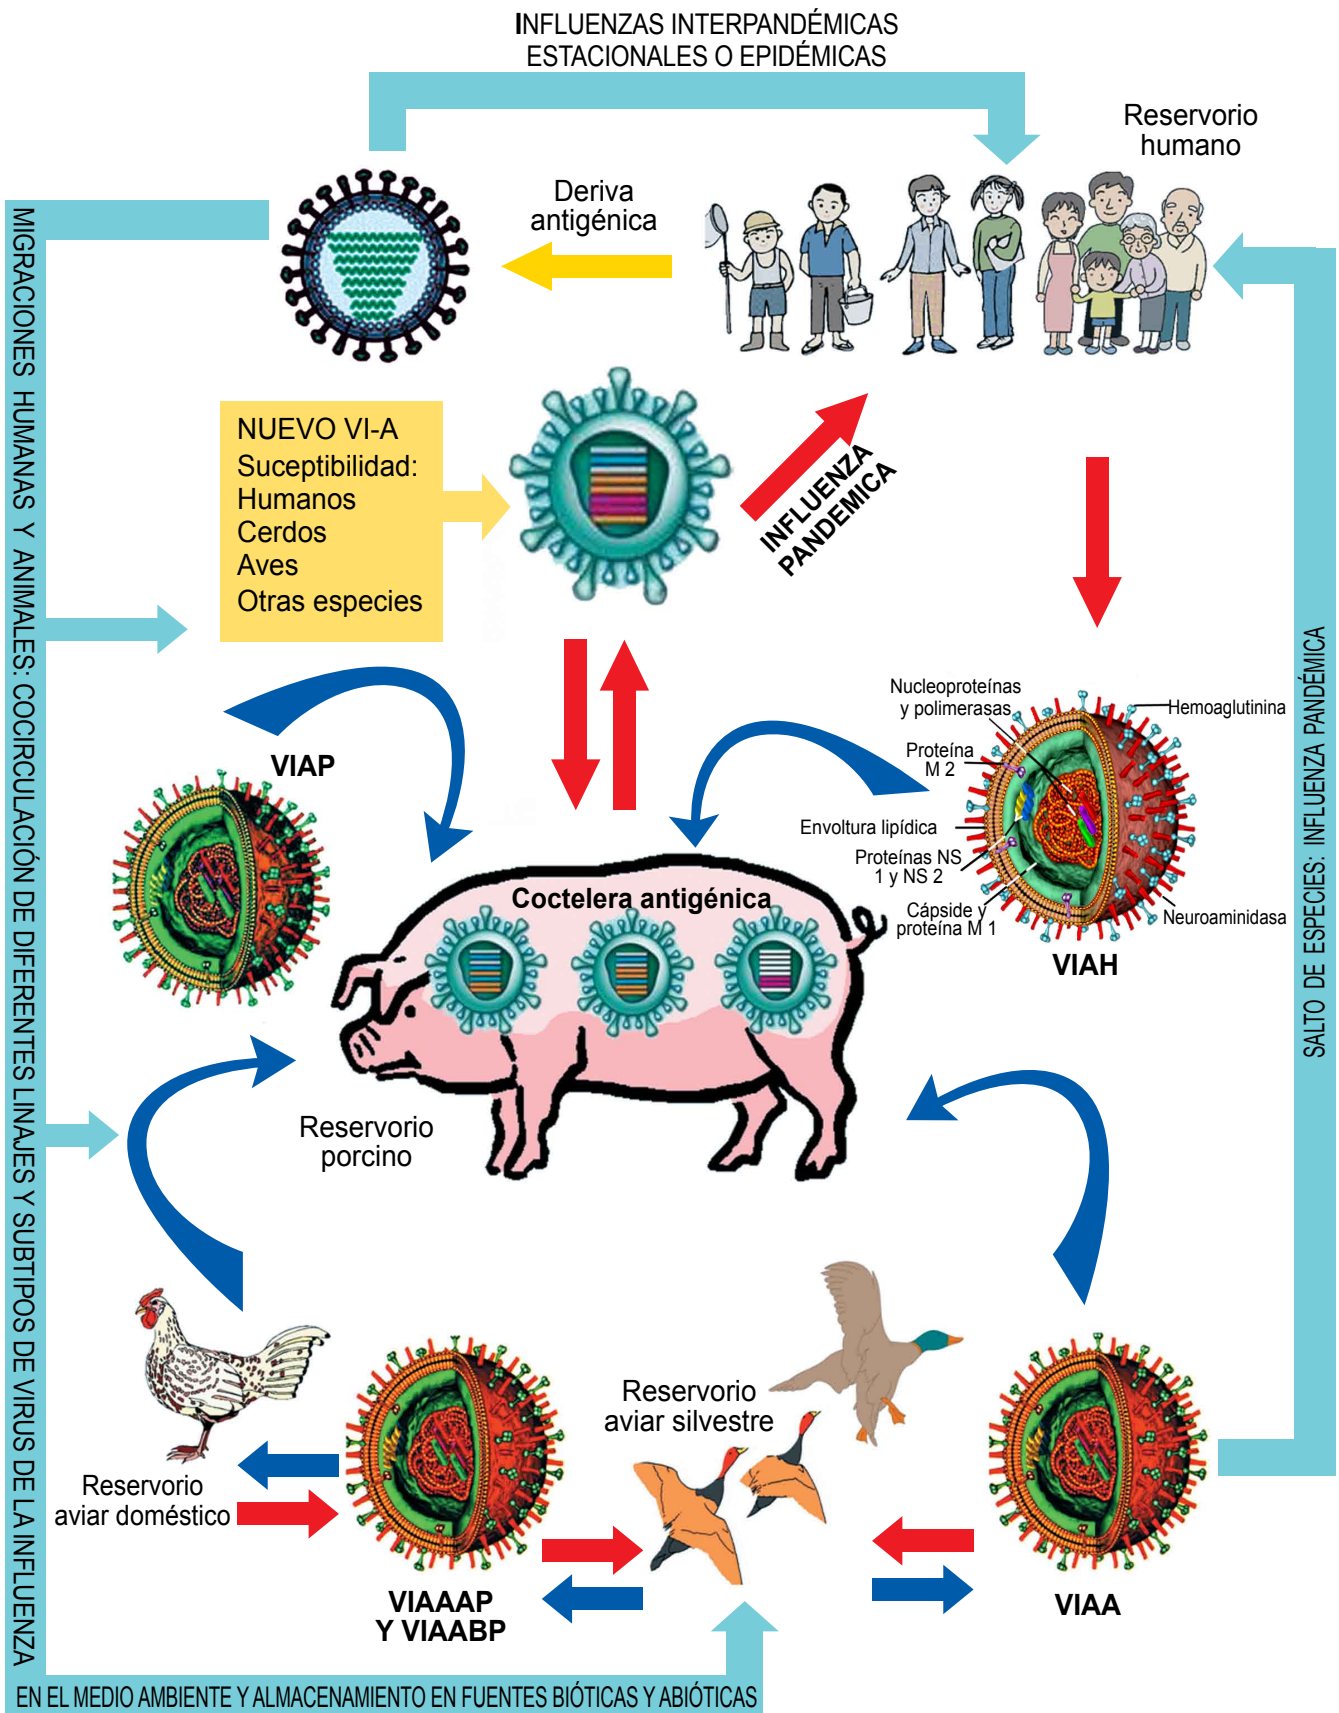 INFLUENZAS INTERPANDÉMICAS
ESTACIONALES O EPIDÉMICAS
Reservorio
humano
Deriva
antigénica
MIGRACIONES HUMANAS Y ANIMALES: COCIRCULACIÓN DE DIFERENTES LINAJES Y SUBTIPOS DE VIRUS DE LA INFLUENZA
EN EL MEDIO AMBIENTE Y ALMACENAMIENTO EN FUENTES BIÓTICAS Y ABIÓTICAS
NUEVO VI-A
Suceptibilidad:
Humanos
Cerdos
Aves
Otras especies
INFLUENZA
PANDEMICA
SALTO DE ESPECIES: INFLUENZA PANDÉMICA
VIAP
Nucleoproteínas
y polimerasas
Hemoaglutinina
Proteína
M 2
Envoltura lipídica
Proteínas NS
1 y NS 2
Cápside y
proteína M 1
Neuroaminidasa
VIAH
Coctelera antigénica
Reservorio
porcino
Reservorio
aviar silvestre
Reservorio
aviar doméstico
VIAAAP
Y VIAABP
VIAA